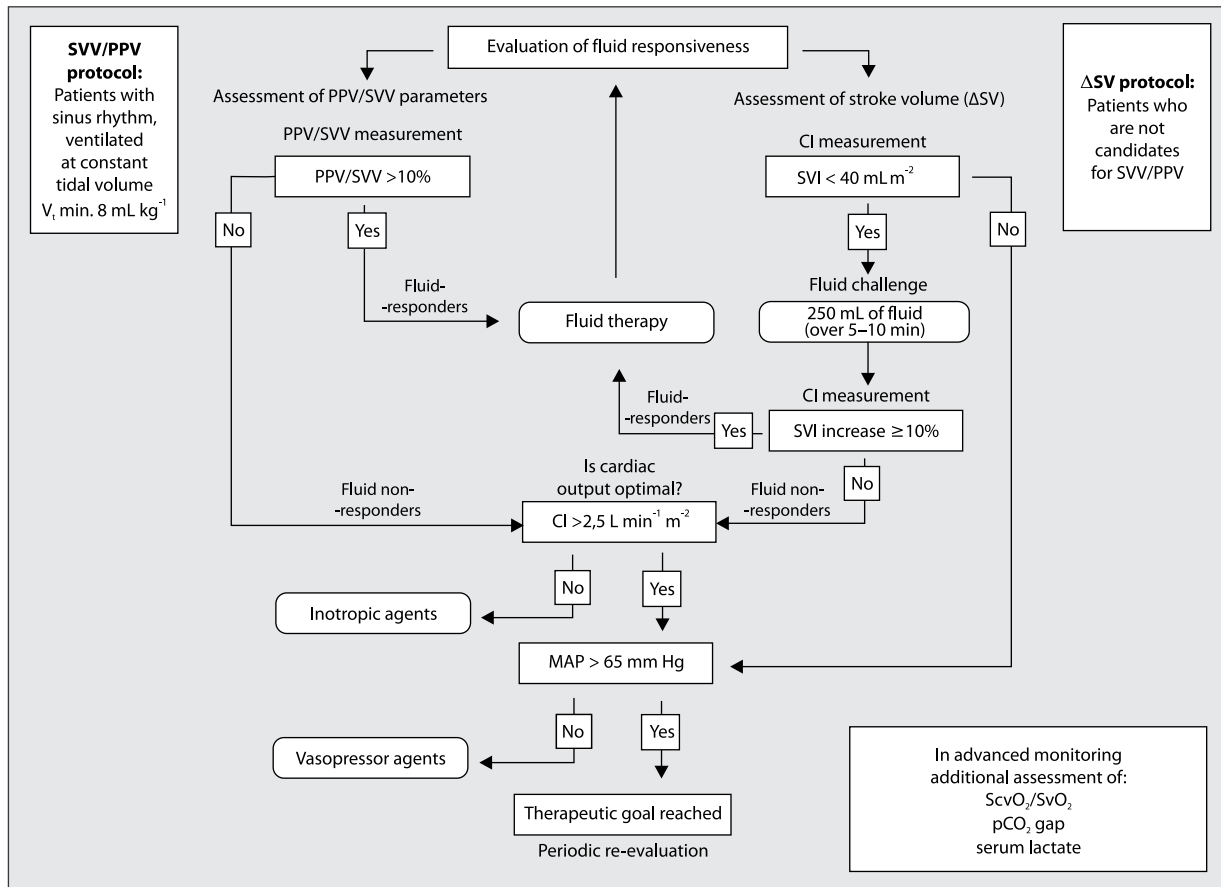 SVV/PPV
protocol:
Patients with
sinus rhythm,
ventilated
at constant
tidal volume
Vₜ min. 8 mL kg⁻¹
Evaluation of fluid responsiveness
ΔSV protocol:
Patients who
are not
candidates
for SVV/PPV
Assessment of PPV/SVV parameters
Assessment of stroke volume (ΔSV)
PPV/SVV measurement
CI measurement
PPV/SVV >10%
SVI < 40 mL m⁻²
No
Yes
Yes
No
Fluid-
-responders
Fluid therapy
Fluid challenge
250 mL of fluid
(over 5–10 min)
CI measurement
Fluid-
-responders
Yes
SVI increase ≥10%
No
Is cardiac
output optimal?
Fluid non-
-responders
Fluid non-
-responders
CI >2,5 L min⁻¹ m⁻²
No
Yes
Inotropic agents
MAP > 65 mm Hg
No
Yes
Vasopressor agents
Therapeutic goal reached
Periodic re-evaluation
In advanced monitoring
additional assessment of:
ScvO₂/SvO₂
pCO₂ gap
serum lactate